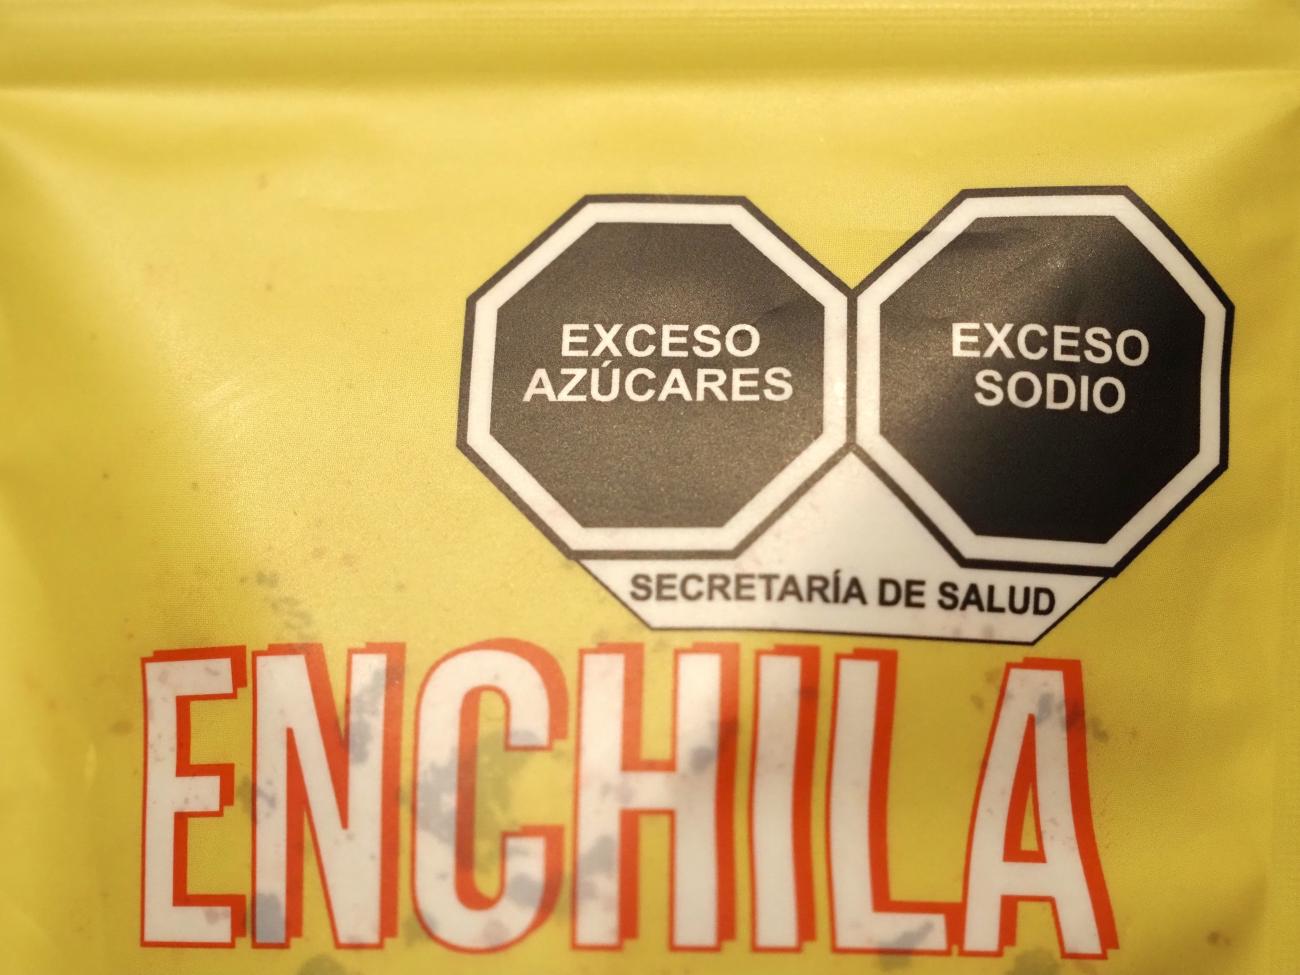 EXCESO
AZÚCARES
EXCESO
SODIO
SECRETARÍA DE SALUD
ENCHILA